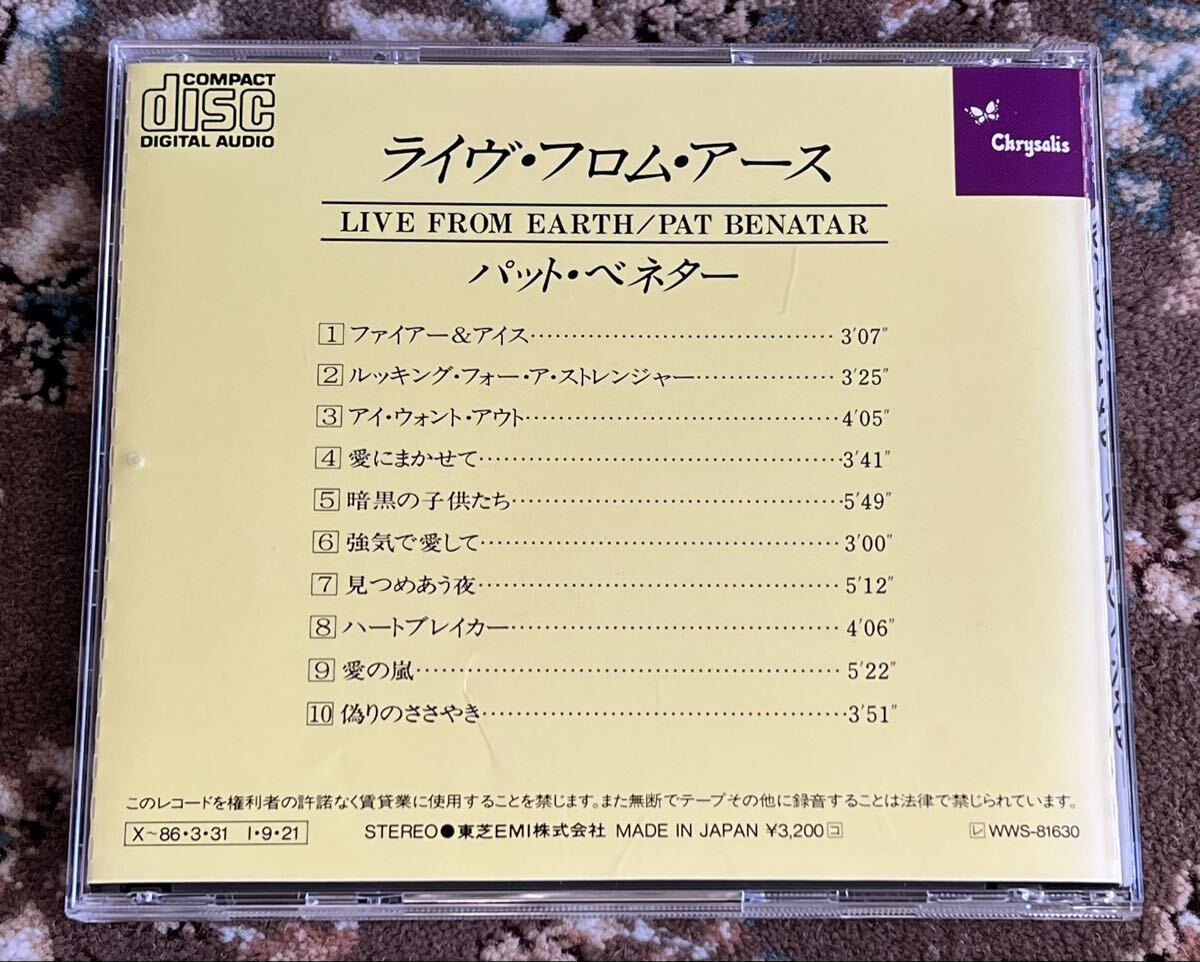 COMPACT
disc
DIGITAL AUDIO
Chrysalis
ライヴ・フロム・アース
LIVE FROM EARTH/PAT BENATAR
パット・ベネター
1 ファイアー&アイス 3'07"
2 ルッキング・フォー・ア・ストレンジャー 3'25"
3 アイ・ウォント・アウト 4'05"
4 愛にまかせて 3'41"
5 暗黒の子供たち 5'49"
6 強気で愛して 3'00"
7 見つめあう夜 5'12"
8 ハートブレイカー 4'06"
9 愛の嵐 5'22"
10 偽りのささやき 3'51"
このレコードを権利者の許諾なく賃貸業に使用することを禁じます。また無断でテープその他に録音することは法律で禁じられています。
X~86・3・31 I・9・21 STEREO●東芝EMI株式会社 MADE IN JAPAN ¥3,200 コ レ WWS-81630